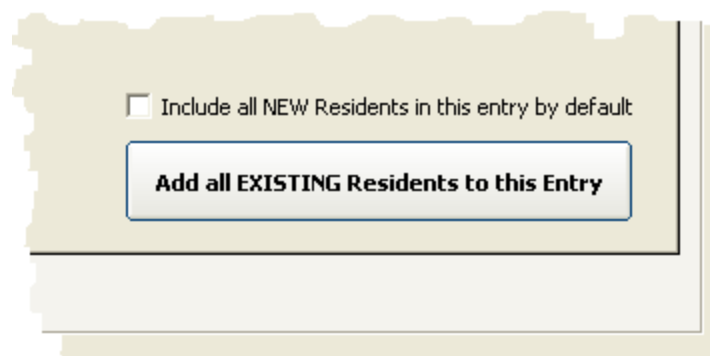 Include all NEW Residents in this entry by default
Add all EXISTING Residents to this Entry